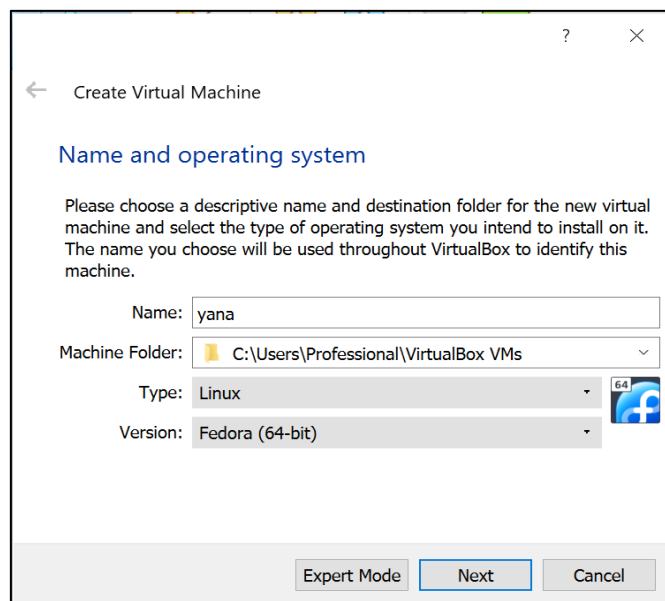 ?
Create Virtual Machine
Name and operating system
Please choose a descriptive name and destination folder for the new virtual
machine and select the type of operating system you intend to install on it.
The name you choose will be used throughout VirtualBox to identify this
machine.
Name: yana
Machine Folder: C:\Users\Professional\VirtualBox VMs
Type: Linux
64
Version: Fedora (64-bit)
Expert Mode Next Cancel